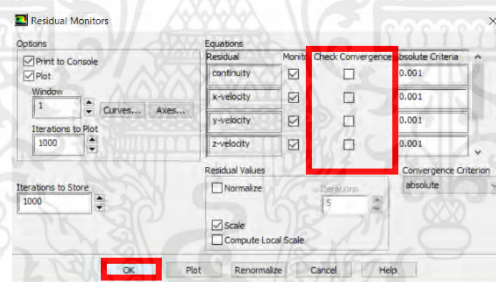 Residual Monitors
Options
Print to Console
Plot
Window
1
Curves... Axes...
Iterations to Plot
1000
Iterations to Store
1000
Equations
Residual Monitor Check Convergence Absolute Criteria
continuity 0.001
x-velocity 0.001
y-velocity 0.001
z-velocity 0.001
Residual Values
Normalize
Iterations
5
Scale
Compute Local Scale
Convergence Criterion
absolute
OK Plot Renormalize Cancel Help